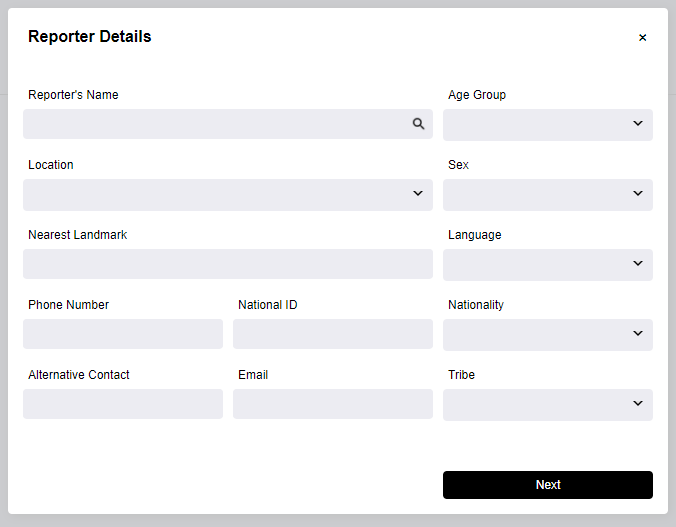 Reporter Details
×
Reporter's Name
Age Group
Location
Sex
Nearest Landmark
Language
Phone Number
National ID
Nationality
Alternative Contact
Email
Tribe
Next